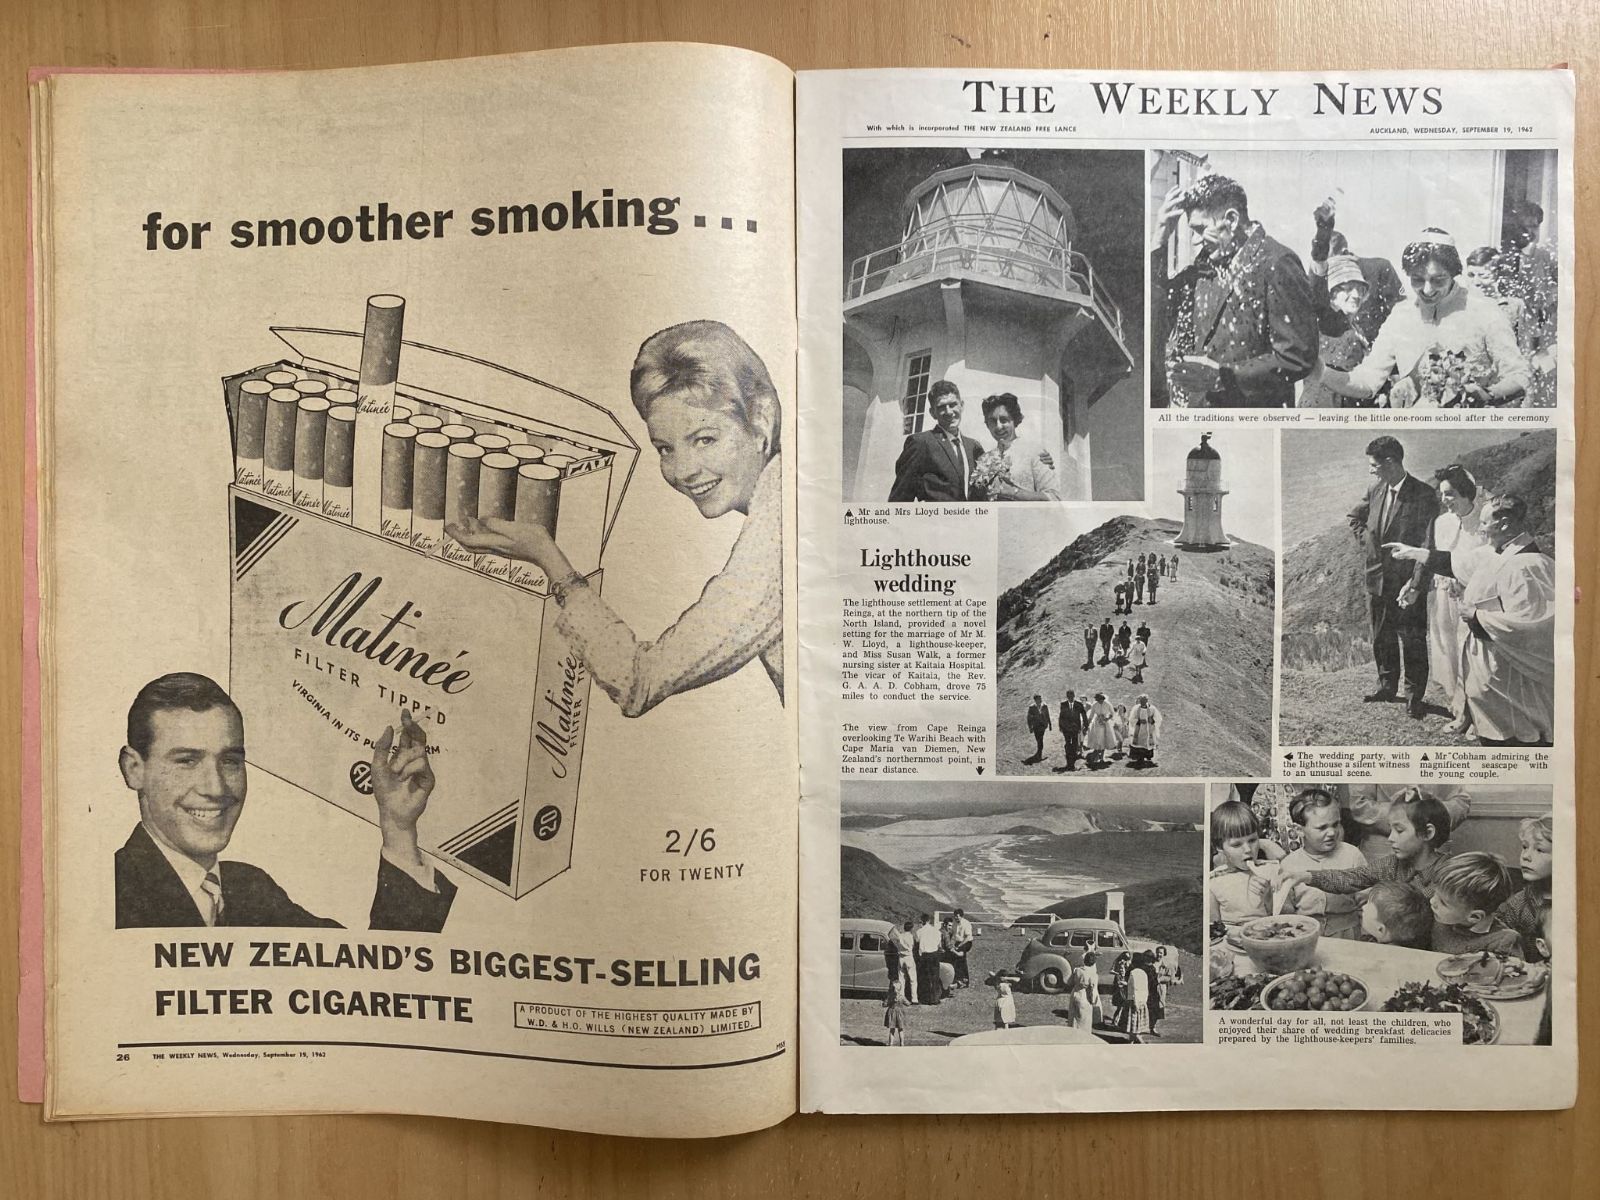 for smoother smoking...
Matinée
Matinée
Matinée
Matinée
Matinée
Matinée
Matinée
Matinée
Matinée
Matinée
FILTER TIPPED
VIRGINIA IN ITS
Matinée
FILTER
20
2/6
FOR TWENTY
NEW ZEALAND'S BIGGEST-SELLING
FILTER CIGARETTE
A PRODUCT OF THE HIGHEST QUALITY MADE BY
W.D. & H.O. WILLS (NEW ZEALAND) LIMITED.
26 THE WEEKLY NEWS, Wednesday, September 19, 1962
THE WEEKLY NEWS
With which is incorporated THE NEW ZEALAND FREE LANCE
AUCKLAND, WEDNESDAY, SEPTEMBER 19, 1962
All the traditions were observed — leaving the little one-room school after the ceremony
Mr and Mrs Lloyd beside the
lighthouse.
Lighthouse
wedding
The lighthouse settlement at Cape
Reinga, at the northern tip of the
North Island, provided a novel
setting for the marriage of Mr M.
W. Lloyd, a lighthouse-keeper,
and Miss Susan Walk, a former
nursing sister at Kaitaia Hospital.
The vicar of Kaitaia, the Rev.
G. A. A. D. Cobham, drove 75
miles to conduct the service.
The view from Cape Reinga
overlooking Te Warihi Beach with
Cape Maria van Diemen, New
Zealand's northernmost point, in
the near distance.
The wedding party, with
the lighthouse a silent witness
to an unusual scene.
Mr Cobham admiring the
magnificent seascape with
the young couple.
A wonderful day for all, not least the children, who
enjoyed their share of wedding breakfast delicacies
prepared by the lighthouse-keepers' families.